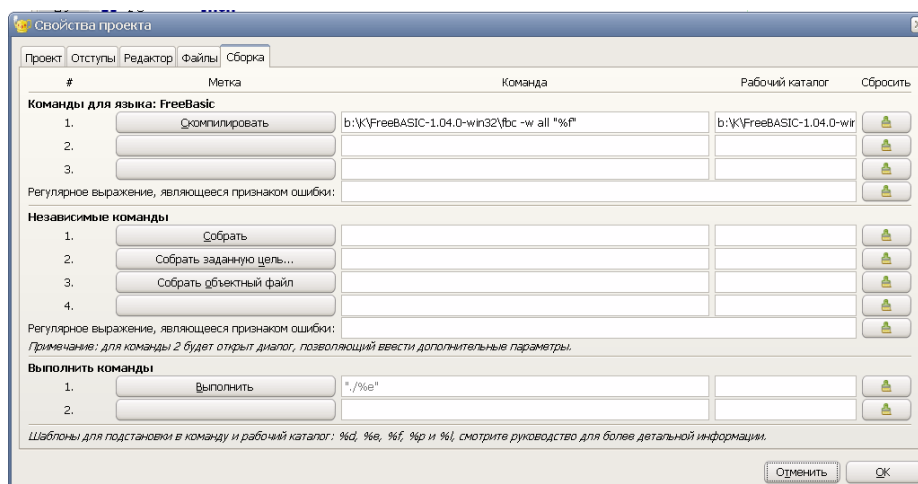 Свойства проекта
Проект Отступы Редактор Файлы Сборка
# Метка Команда Рабочий каталог Сбросить
Команды для языка: FreeBasic
1. Скомпилировать b:\К\FreeBASIC-1.04.0-win32\fbc -w all "%f" b:\К\FreeBASIC-1.04.0-wir
2.
3.
Регулярное выражение, являющееся признаком ошибки:
Независимые команды
1. Собрать
2. Собрать заданную цель...
3. Собрать объектный файл
4.
Регулярное выражение, являющееся признаком ошибки:
Примечание: для команды 2 будет открыт диалог, позволяющий ввести дополнительные параметры.
Выполнить команды
1. Выполнить "./%e"
2.
Шаблоны для подстановки в команду и рабочий каталог: %d, %e, %f, %p и %l, смотрите руководство для более детальной информации.
Отменить OK